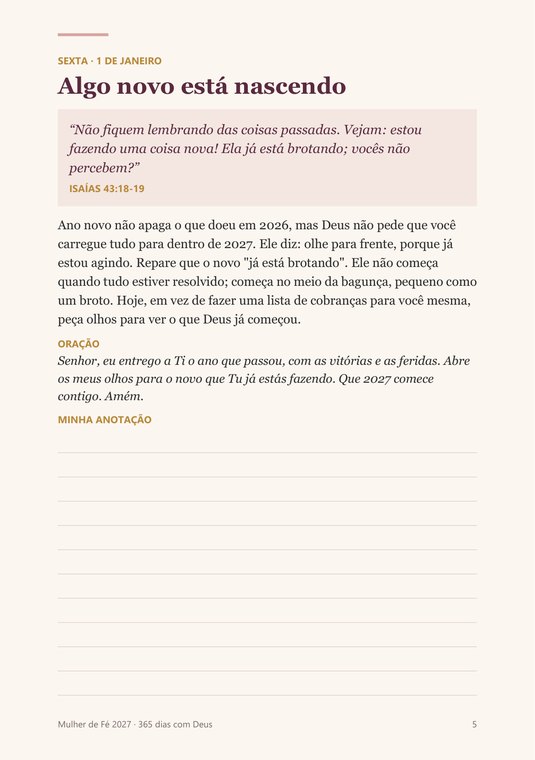 SEXTA · 1 DE JANEIRO
Algo novo está nascendo
“Não fiquem lembrando das coisas passadas. Vejam: estou
fazendo uma coisa nova! Ela já está brotando; vocês não
percebem?”
ISAÍAS 43:18-19
Ano novo não apaga o que doeu em 2026, mas Deus não pede que você
carregue tudo para dentro de 2027. Ele diz: olhe para frente, porque já
estou agindo. Repare que o novo "já está brotando". Ele não começa
quando tudo estiver resolvido; começa no meio da bagunça, pequeno como
um broto. Hoje, em vez de fazer uma lista de cobranças para você mesma,
peça olhos para ver o que Deus já começou.
ORAÇÃO
Senhor, eu entrego a Ti o ano que passou, com as vitórias e as feridas. Abre
os meus olhos para o novo que Tu já estás fazendo. Que 2027 comece
contigo. Amém.
MINHA ANOTAÇÃO
Mulher de Fé 2027 · 365 dias com Deus
5